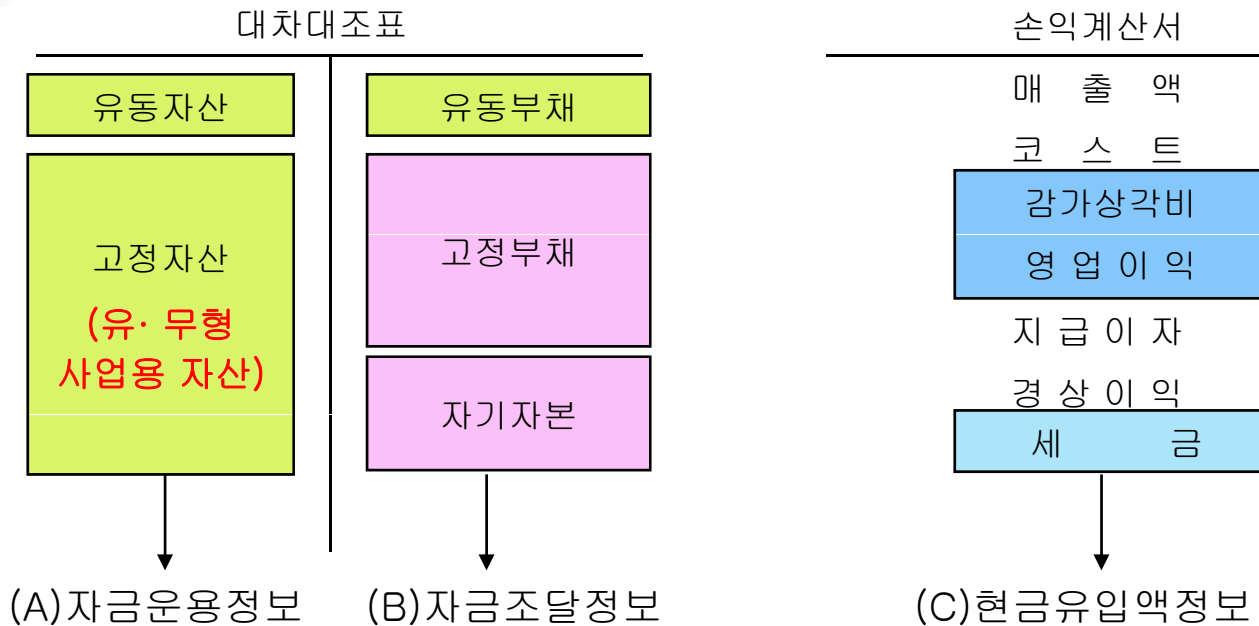 대차대조표
유동자산
고정자산
(유· 무형
사업용 자산)
유동부채
고정부채
자기자본
(A)자금운용정보
(B)자금조달정보
손익계산서
매 출 액
코 스 트
감가상각비
영 업 이 익
지 급 이 자
경 상 이 익
세 금
(C)현금유입액정보